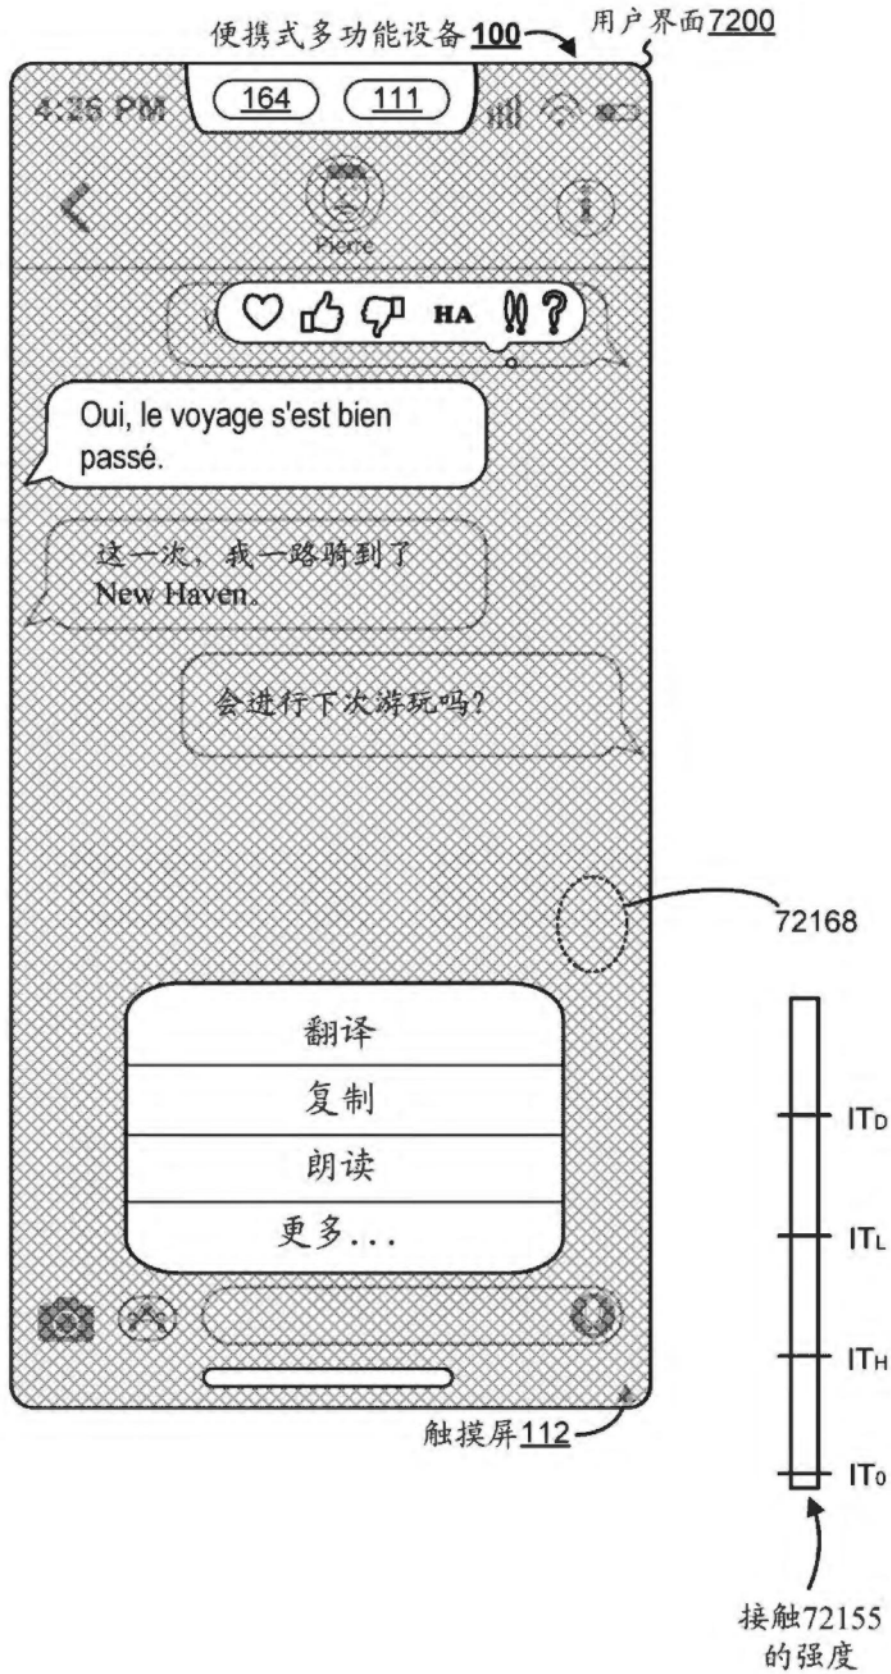 便携式多功能设备100
用户界面7200
4:26 PM
164
111
Pierre
HA
!!
?
Oui, le voyage s'est bien
passé.
这一次，我一路骑到了
New Haven。
会进行下次游玩吗?
72168
翻译
复制
朗读
更多...
ITD
ITL
ITH
IT0
触摸屏112
接触72155
的强度